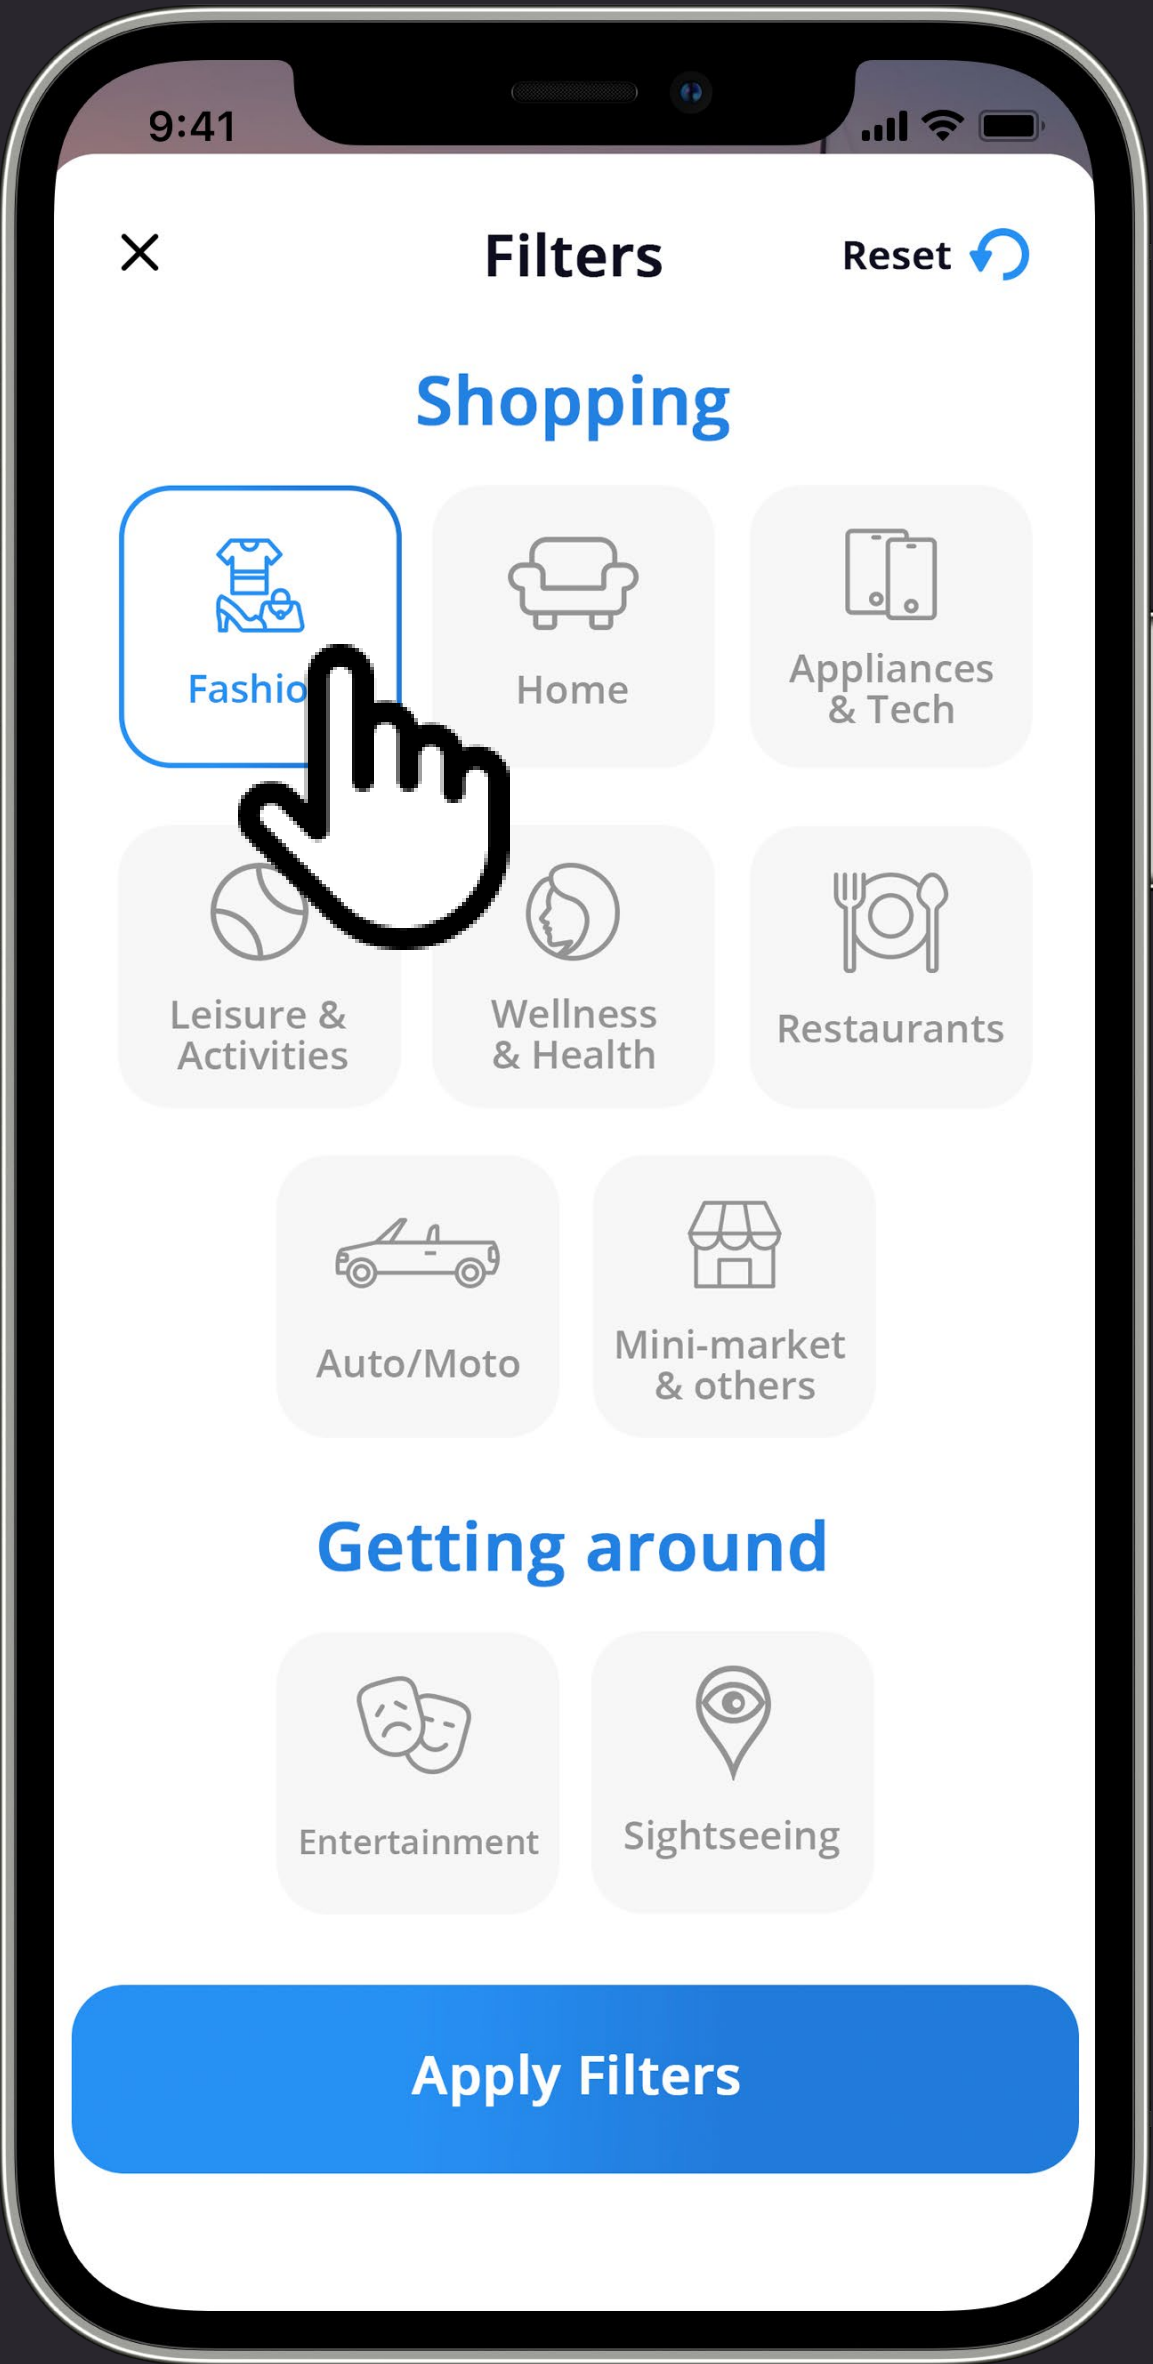 9:41
Filters
Reset
Shopping
Fashio
Home
Appliances
& Tech
Leisure &
Activities
Wellness
& Health
Restaurants
Auto/Moto
Mini-market
& others
Getting around
Entertainment
Sightseeing
Apply Filters